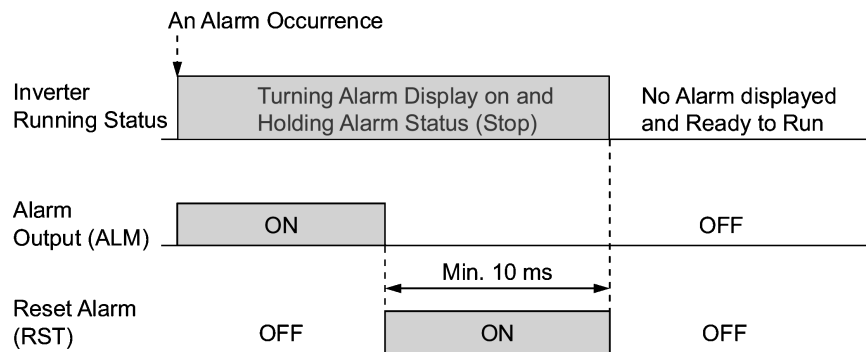 An Alarm Occurrence
Inverter
Running Status
Turning Alarm Display on and
Holding Alarm Status (Stop)
No Alarm displayed
and Ready to Run
Alarm
Output (ALM)
ON
OFF
Min. 10 ms
Reset Alarm
(RST)
OFF
ON
OFF